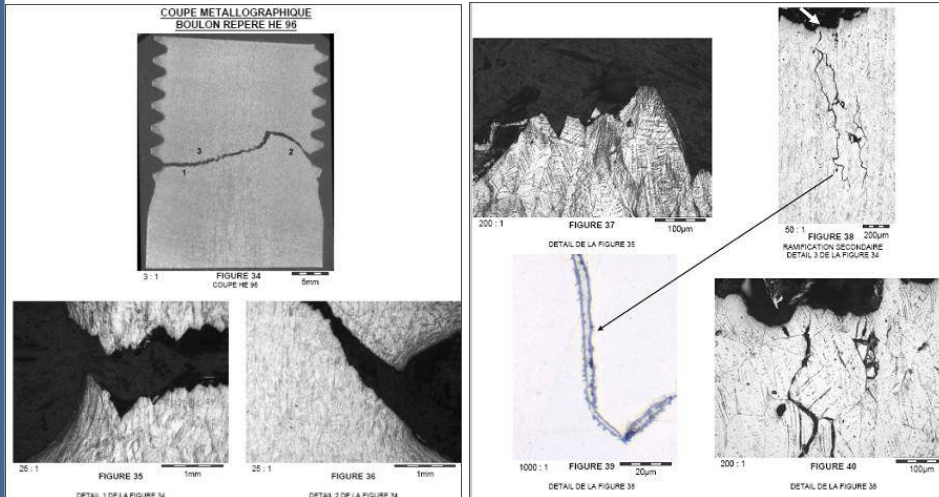 COUPE METALLOGRAPHIQUE
BOULON REPERE HE 96
3
2
1
3 : 1
FIGURE 34
COUPE HE 96
5mm
26 : 1
FIGURE 35
1mm
DETAIL 1 DE LA FIGURE 34
25 : 1
FIGURE 36
1mm
DETAIL 2 DE LA FIGURE 34
200 : 1
FIGURE 37
100µm
DETAIL DE LA FIGURE 35
50 : 1
FIGURE 38
200µm
RAMIFICATION SECONDAIRE
DETAIL 3 DE LA FIGURE 34
1000 : 1
FIGURE 39
20µm
DETAIL DE LA FIGURE 38
200 : 1
FIGURE 40
100µm
DETAIL DE LA FIGURE 38